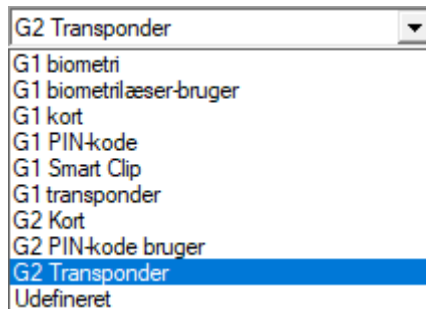 G2 Transponder
G1 biometri
G1 biometrilæser-bruger
G1 kort
G1 PIN-kode
G1 Smart Clip
G1 transponder
G2 Kort
G2 PIN-kode bruger
G2 Transponder
Udefineret